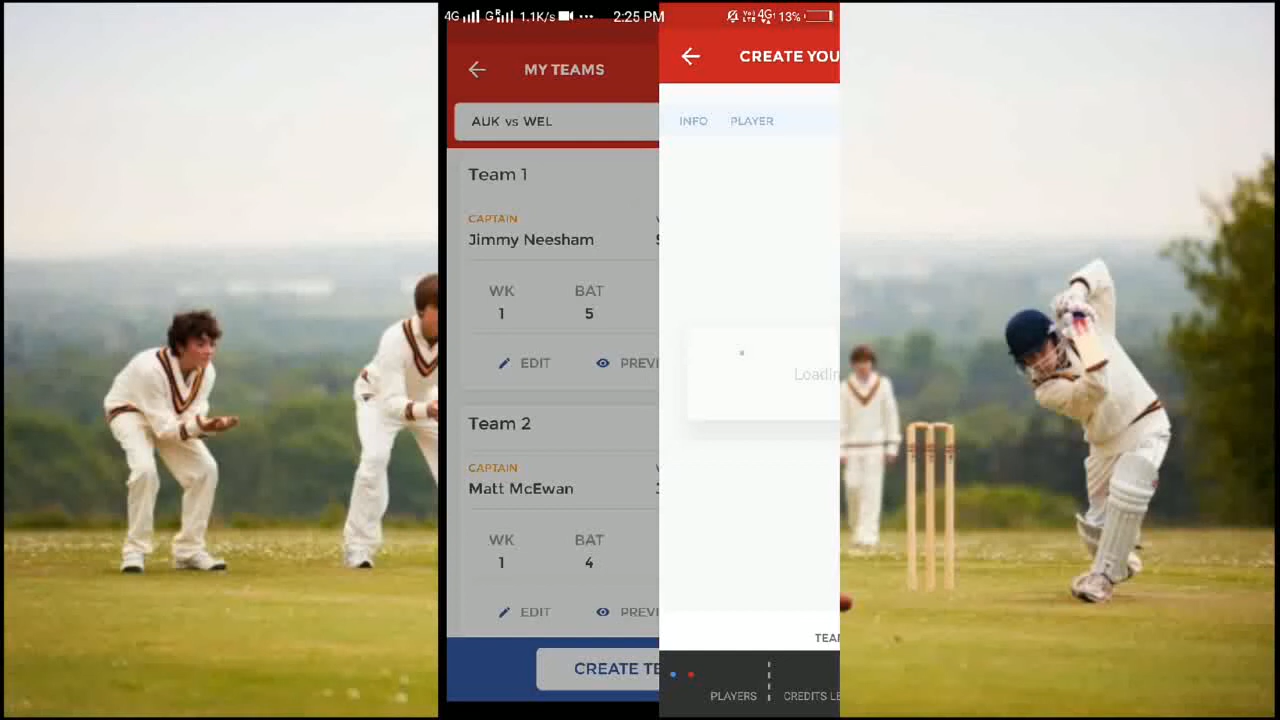 4G GR 1.1K/s ... 2:25 PM 4G 13%
MY TEAMS
CREATE YOU
AUK vs WEL
INFO PLAYER
Team 1
CAPTAIN
Jimmy Neesham
WK BAT
1 5
EDIT PREVI
Loadin
Team 2
CAPTAIN
Matt McEwan
WK BAT
1 4
EDIT PREVI
TEA
CREATE TE
PLAYERS CREDITS LE